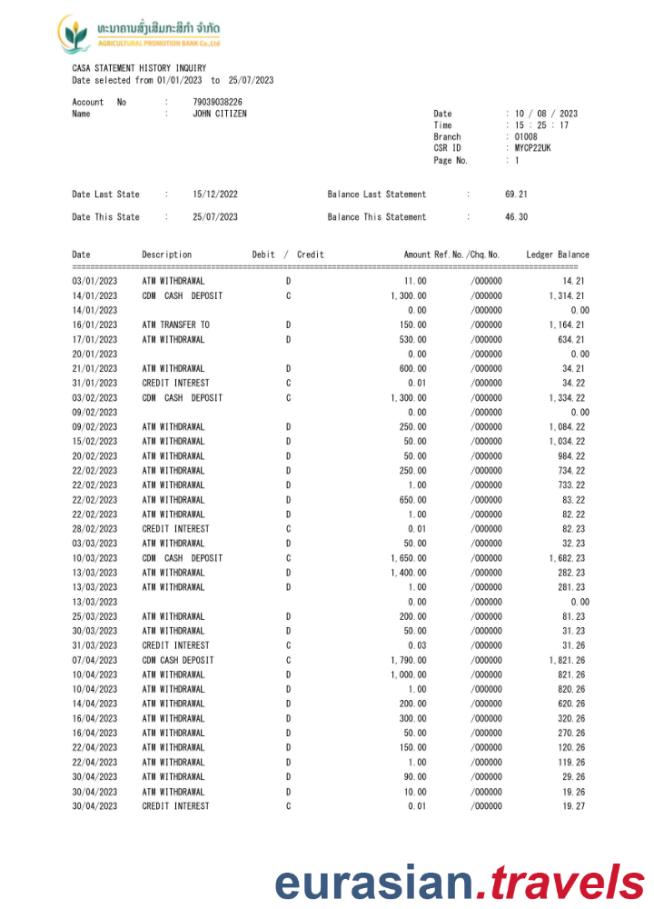 ທະນາຄານສົ່ງເສີມກະສິກຳ ຈຳກັດ
AGRICULTURAL PROMOTION BANK Co.,Ltd
CASA STATEMENT HISTORY INQUIRY
Date selected from 01/01/2023 to 25/07/2023
Account No : 79039038226
Name : JOHN CITIZEN
Date : 10 / 08 / 2023
Time : 15 : 25 : 17
Branch : 01008
CSR ID : MYCP22UK
Page No. : 1
Date Last State : 15/12/2022 Balance Last Statement : 69.21
Date This State : 25/07/2023 Balance This Statement : 46.30
Date Description Debit / Credit Amount Ref.No./Chq.No. Ledger Balance
03/01/2023 ATM WITHDRAWAL D 11.00 /000000 14.21
14/01/2023 CDM CASH DEPOSIT C 1,300.00 /000000 1,314.21
14/01/2023 0.00 /000000 0.00
16/01/2023 ATM TRANSFER TO D 150.00 /000000 1,164.21
17/01/2023 ATM WITHDRAWAL D 530.00 /000000 634.21
20/01/2023 0.00 /000000 0.00
21/01/2023 ATM WITHDRAWAL D 600.00 /000000 34.21
31/01/2023 CREDIT INTEREST C 0.01 /000000 34.22
03/02/2023 CDM CASH DEPOSIT C 1,300.00 /000000 1,334.22
09/02/2023 0.00 /000000 0.00
09/02/2023 ATM WITHDRAWAL D 250.00 /000000 1,084.22
15/02/2023 ATM WITHDRAWAL D 50.00 /000000 1,034.22
20/02/2023 ATM WITHDRAWAL D 50.00 /000000 984.22
22/02/2023 ATM WITHDRAWAL D 250.00 /000000 734.22
22/02/2023 ATM WITHDRAWAL D 1.00 /000000 733.22
22/02/2023 ATM WITHDRAWAL D 650.00 /000000 83.22
22/02/2023 ATM WITHDRAWAL D 1.00 /000000 82.22
28/02/2023 CREDIT INTEREST C 0.01 /000000 82.23
03/03/2023 ATM WITHDRAWAL D 50.00 /000000 32.23
10/03/2023 CDM CASH DEPOSIT C 1,650.00 /000000 1,682.23
13/03/2023 ATM WITHDRAWAL D 1,400.00 /000000 282.23
13/03/2023 ATM WITHDRAWAL D 1.00 /000000 281.23
13/03/2023 0.00 /000000 0.00
25/03/2023 ATM WITHDRAWAL D 200.00 /000000 81.23
30/03/2023 ATM WITHDRAWAL D 50.00 /000000 31.23
31/03/2023 CREDIT INTEREST C 0.03 /000000 31.26
07/04/2023 CDM CASH DEPOSIT C 1,790.00 /000000 1,821.26
10/04/2023 ATM WITHDRAWAL D 1,000.00 /000000 821.26
10/04/2023 ATM WITHDRAWAL D 1.00 /000000 820.26
14/04/2023 ATM WITHDRAWAL D 200.00 /000000 620.26
16/04/2023 ATM WITHDRAWAL D 300.00 /000000 320.26
16/04/2023 ATM WITHDRAWAL D 50.00 /000000 270.26
22/04/2023 ATM WITHDRAWAL D 150.00 /000000 120.26
22/04/2023 ATM WITHDRAWAL D 1.00 /000000 119.26
30/04/2023 ATM WITHDRAWAL D 90.00 /000000 29.26
30/04/2023 ATM WITHDRAWAL D 10.00 /000000 19.26
30/04/2023 CREDIT INTEREST C 0.01 /000000 19.27
eurasian.travels